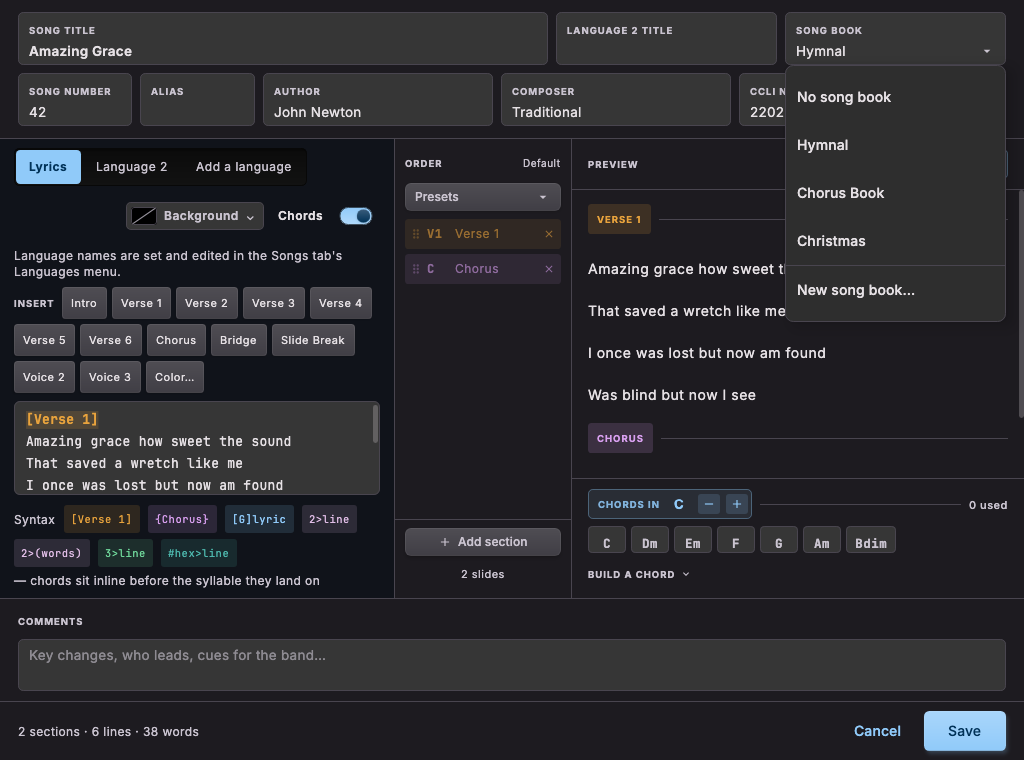 SONG TITLE
Amazing Grace
LANGUAGE 2 TITLE
SONG BOOK
Hymnal
SONG NUMBER
42
ALIAS
AUTHOR
John Newton
COMPOSER
Traditional
CCLI N
2202
No song book
Hymnal
Chorus Book
Christmas
New song book...
Lyrics
Language 2
Add a language
Background
Chords
Language names are set and edited in the Songs tab's
Languages menu.
INSERT
Intro
Verse 1
Verse 2
Verse 3
Verse 4
Verse 5
Verse 6
Chorus
Bridge
Slide Break
Voice 2
Voice 3
Color...
[Verse 1]
Amazing grace how sweet the sound
That saved a wretch like me
I once was lost but now am found
Syntax
[Verse 1]
{Chorus}
[G]lyric
2>line
2>(words)
3>line
#hex>line
— chords sit inline before the syllable they land on
ORDER
Default
Presets
V1 Verse 1 ×
C Chorus ×
+ Add section
2 slides
PREVIEW
VERSE 1
Amazing grace how sweet t
That saved a wretch like me
I once was lost but now am found
Was blind but now I see
CHORUS
CHORDS IN C − +
0 used
C
Dm
Em
F
G
Am
Bdim
BUILD A CHORD
COMMENTS
Key changes, who leads, cues for the band...
2 sections · 6 lines · 38 words
Cancel
Save